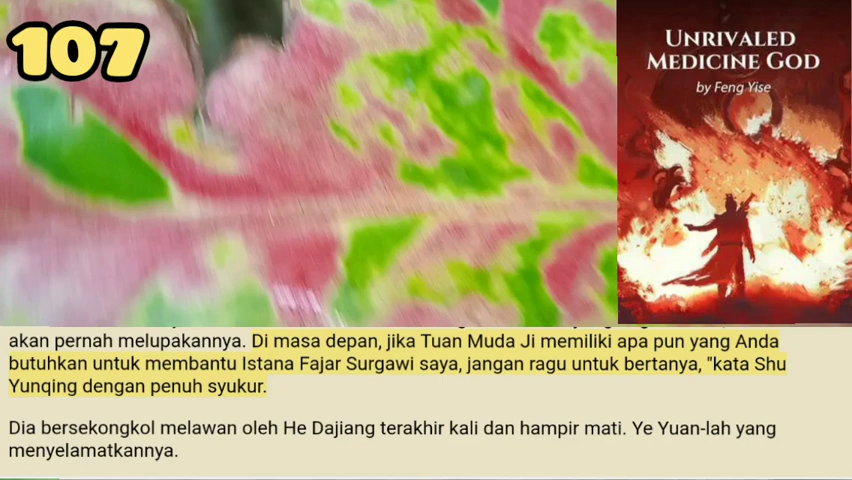 107
UNRIVALED
MEDICINE GOD
by Feng Yise
akan pernah melupakannya. Di masa depan, jika Tuan Muda Ji memiliki apa pun yang Anda
butuhkan untuk membantu Istana Fajar Surgawi saya, jangan ragu untuk bertanya, "kata Shu
Yunqing dengan penuh syukur.
Dia bersekongkol melawan oleh He Dajiang terakhir kali dan hampir mati. Ye Yuan-lah yang
menyelamatkannya.